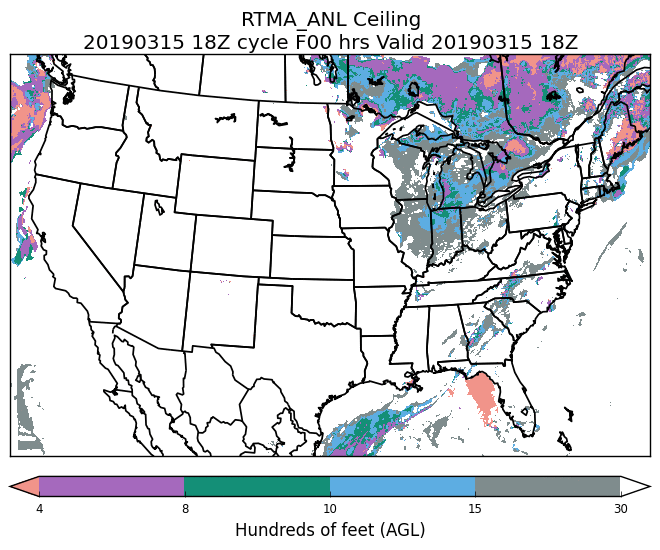 RTMA_ANL Ceiling
20190315 18Z cycle F00 hrs Valid 20190315 18Z
4 8 10 15 30
Hundreds of feet (AGL)